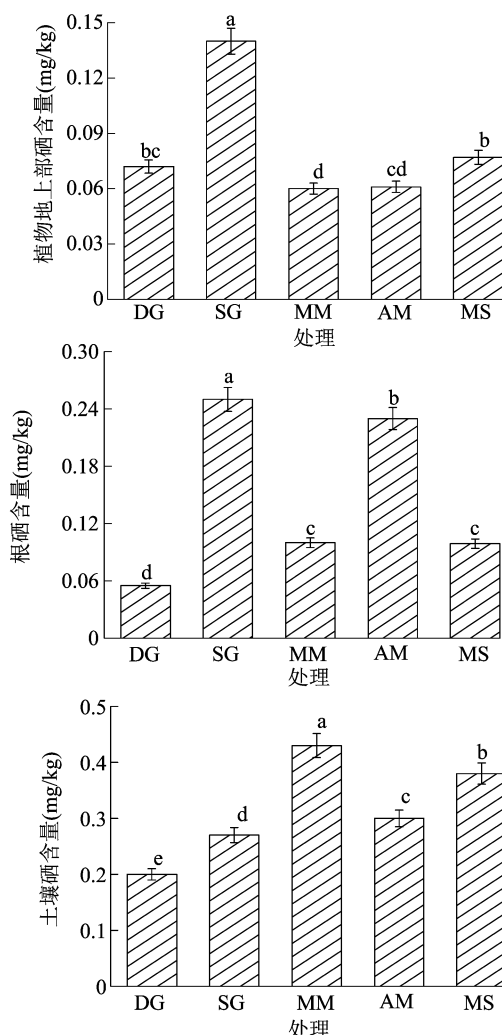 植物地上部硒含量(mg/kg)
0.15
0.12
0.09
0.06
0.03
0
bc
a
d
cd
b
DG SG MM AM MS
处理
根硒含量(mg/kg)
0.30
0.24
0.18
0.12
0.06
0
d
a
c
b
c
DG SG MM AM MS
处理
土壤硒含量(mg/kg)
0.5
0.4
0.3
0.2
0.1
0
e
d
a
c
b
DG SG MM AM MS
处理